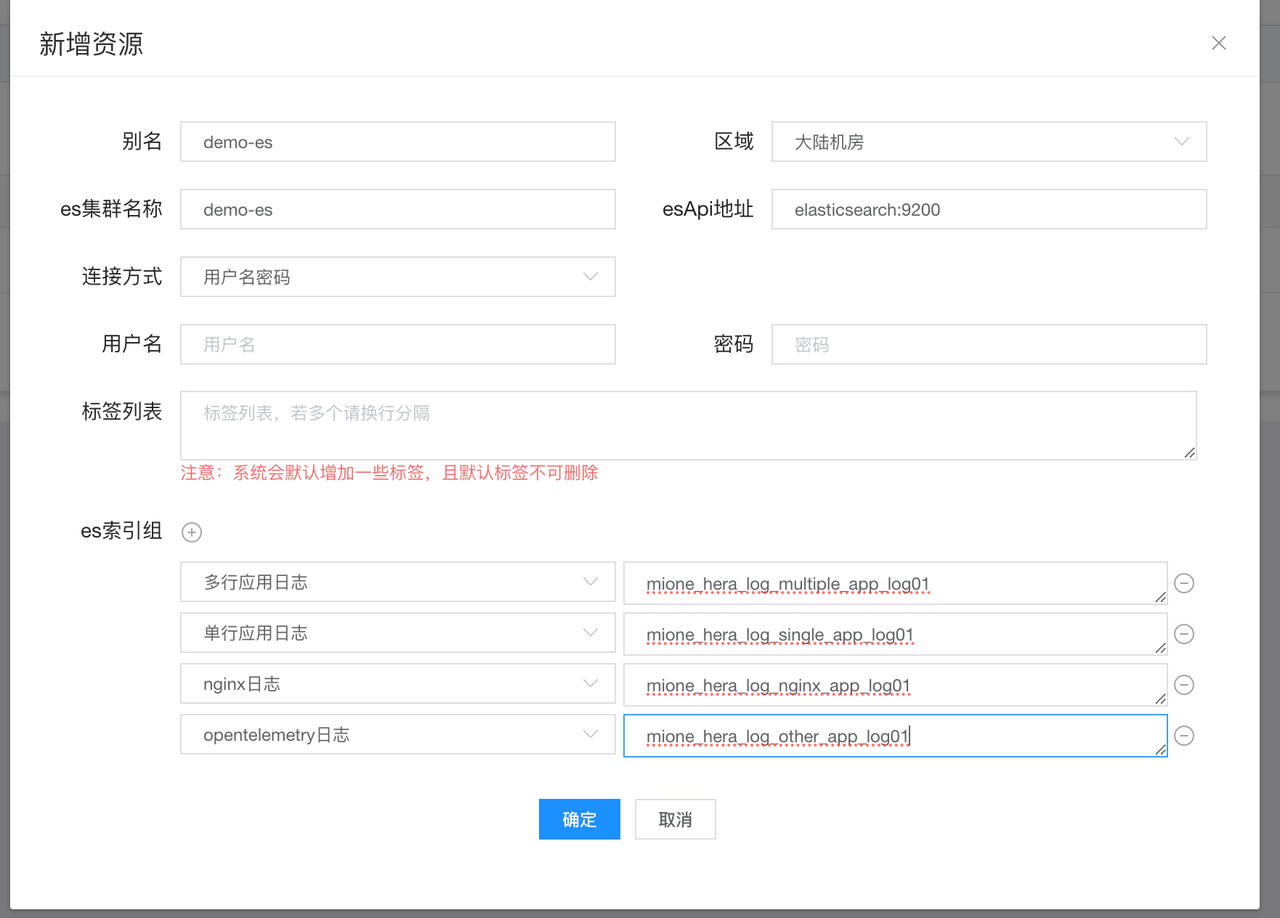 新增资源
别名 demo-es 区域 大陆机房
es集群名称 demo-es esApi地址 elasticsearch:9200
连接方式 用户名密码
用户名 用户名 密码 密码
标签列表 标签列表，若多个请换行分隔
注意：系统会默认增加一些标签，且默认标签不可删除
es索引组
多行应用日志 mione_hera_log_multiple_app_log01
单行应用日志 mione_hera_log_single_app_log01
nginx日志 mione_hera_log_nginx_app_log01
opentelemetry日志 mione_hera_log_other_app_log01
确定 取消